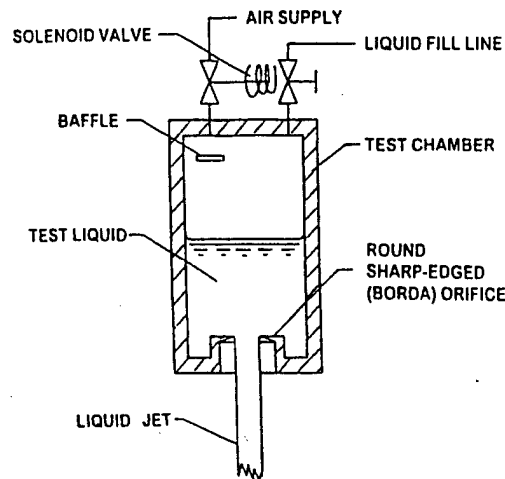 AIR SUPPLY
SOLENOID VALVE
LIQUID FILL LINE
BAFFLE
TEST CHAMBER
TEST LIQUID
ROUND
SHARP-EDGED
(BORDA) ORIFICE
LIQUID JET